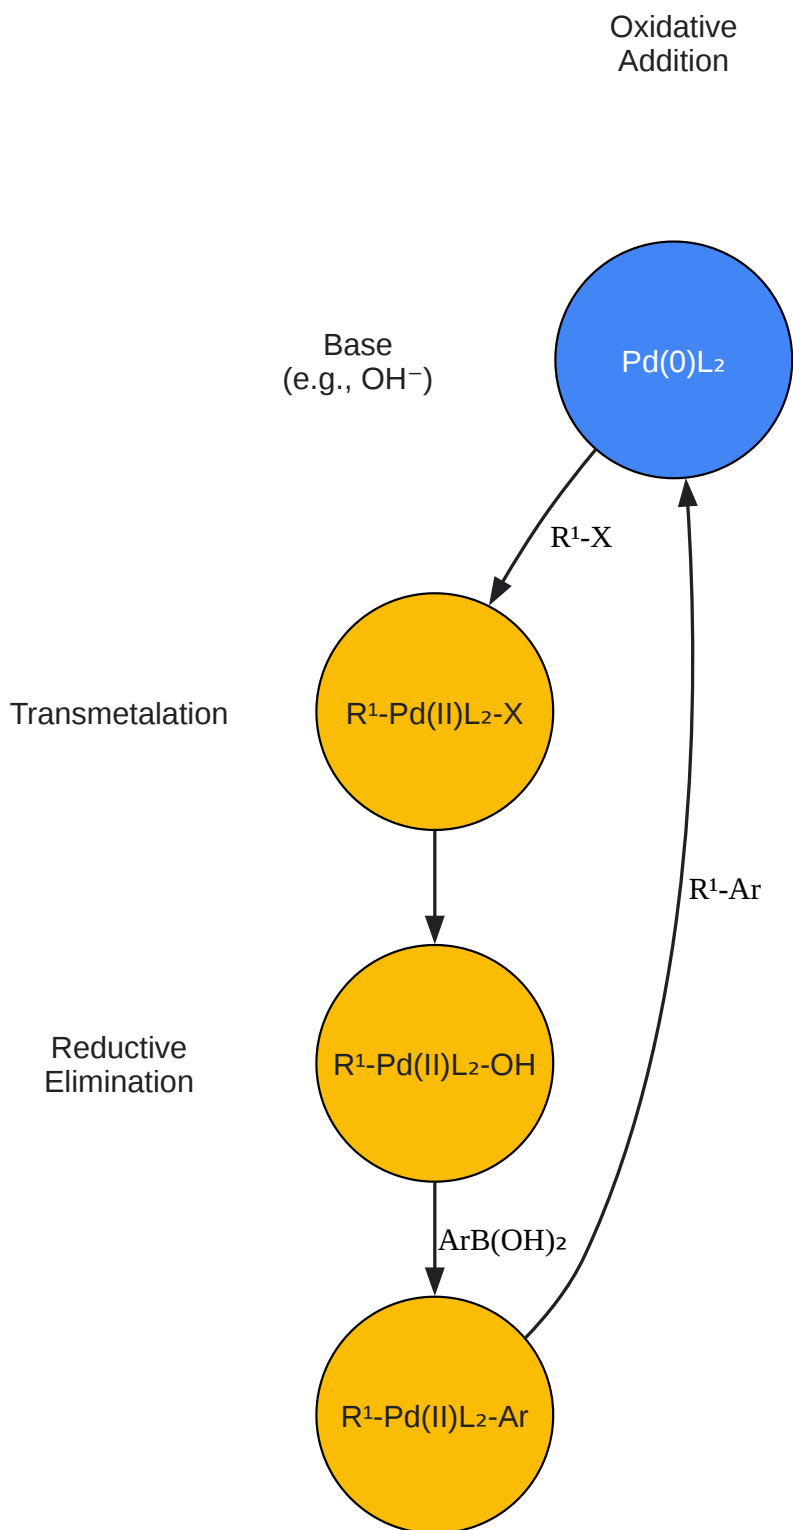 Oxidative
Addition
Base
(e.g., OH⁻)
Pd(0)L₂
R¹-X
Transmetalation
R¹-Pd(II)L₂-X
R¹-Ar
Reductive
Elimination
R¹-Pd(II)L₂-OH
ArB(OH)₂
R¹-Pd(II)L₂-Ar